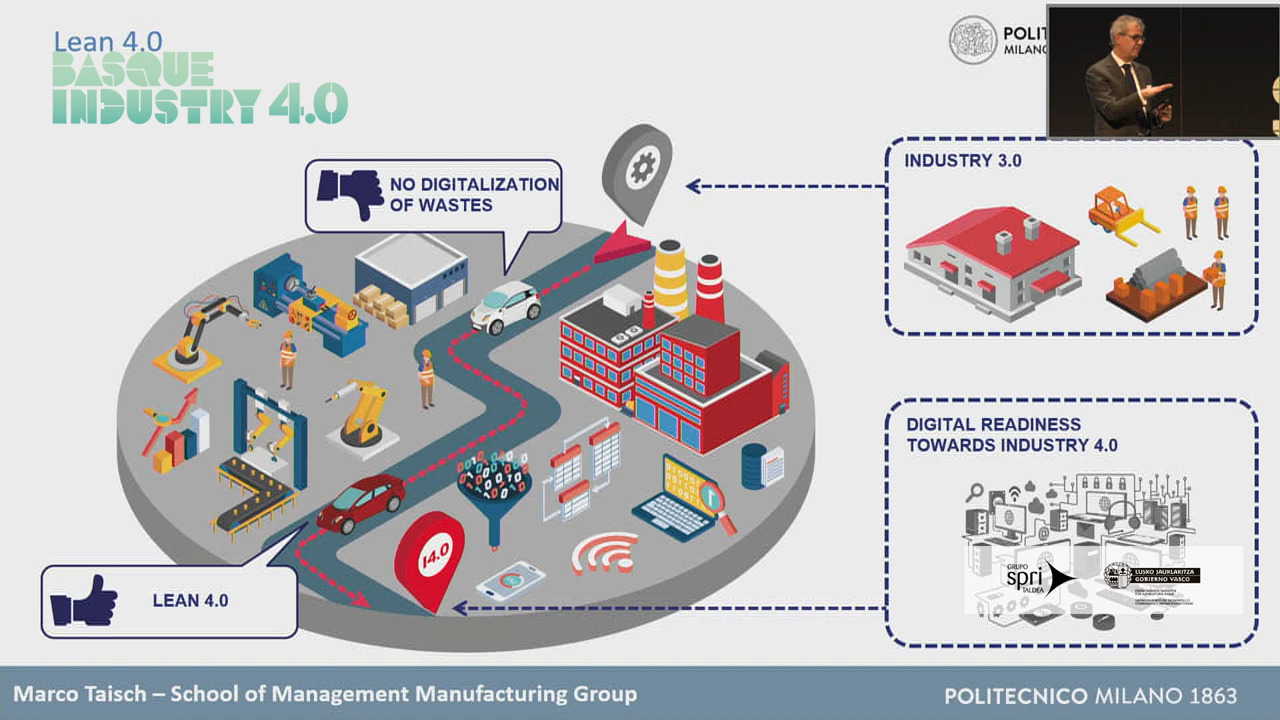 Lean 4.0
BASQUE
INDUSTRY 4.0
MILANO
INDUSTRY 3.0
NO DIGITALIZATION
OF WASTES
DIGITAL READINESS
TOWARDS INDUSTRY 4.0
I4.0
GRUPO
spri
TALDEA
EUSKO JAURLARITZA
GOBIERNO VASCO
LEAN 4.0
Marco Taisch – School of Management Manufacturing Group
POLITECNICO MILANO 1863